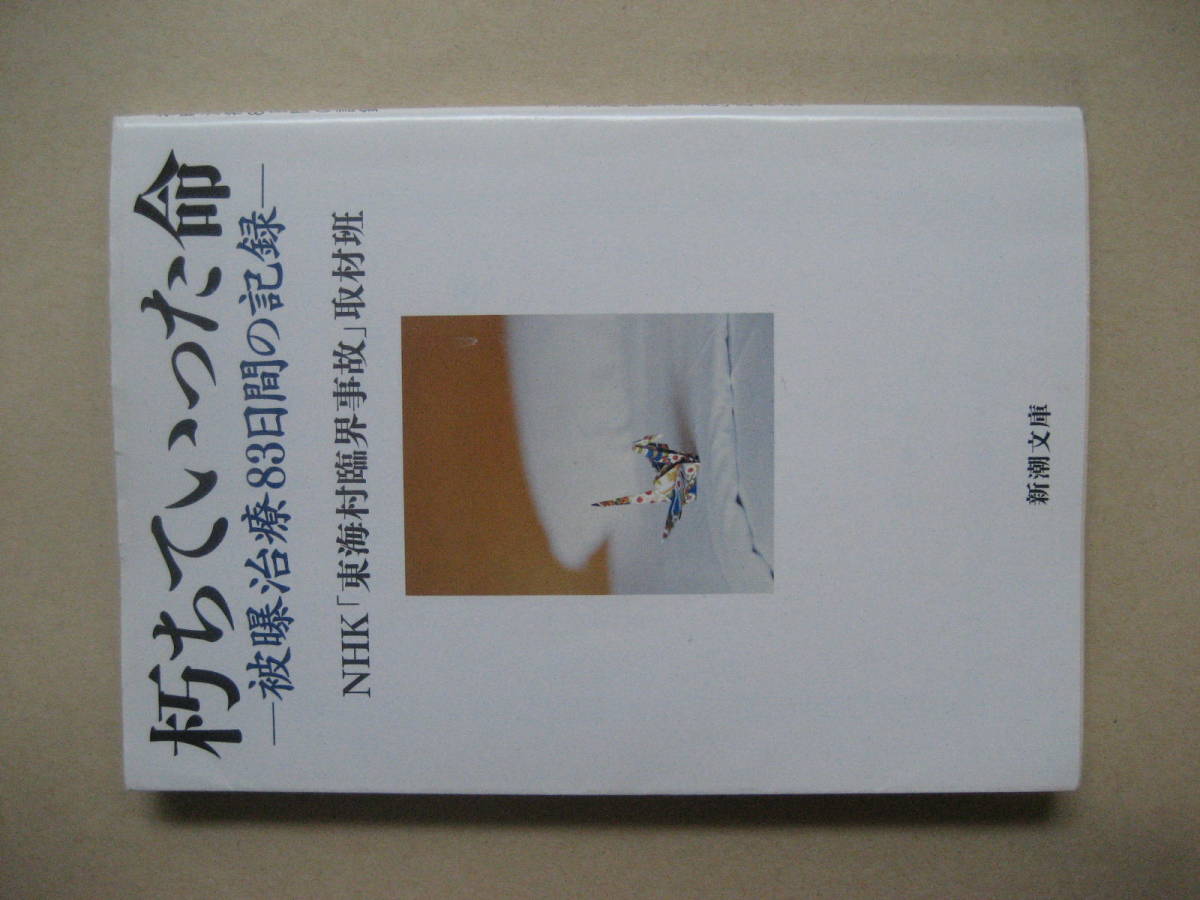 朽ちていった命
―被曝治療83日間の記録―
NHK「東海村臨界事故」取材班
新潮文庫